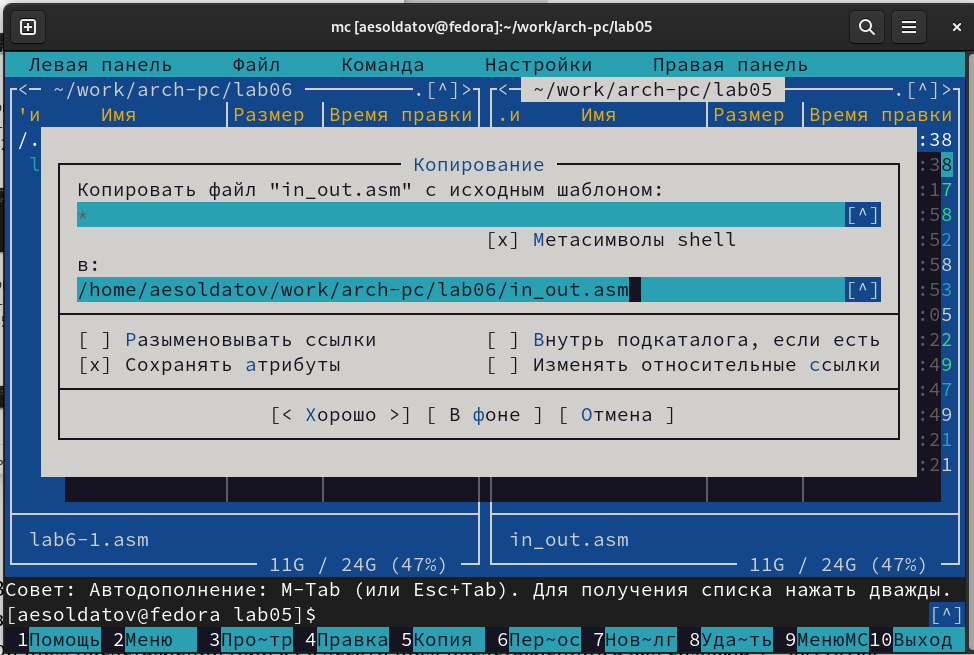 mc [aesoldatov@fedora]:~/work/arch-pc/lab05
Левая панель Файл Команда Настройки Правая панель
<— ~/work/arch-pc/lab06 .[^]> <— ~/work/arch-pc/lab05 .[^]>
'и Имя Размер Время правки .и Имя Размер Время правки
/. :38
l :38
Копирование
:17
Копировать файл "in_out.asm" с исходным шаблоном:
* [^] :58
[x] Метасимволы shell :52
в: :58
/home/aesoldatov/work/arch-pc/lab06/in_out.asm [^] :53
:05
[ ] Разыменовывать ссылки [ ] Внутрь подкаталога, если есть :22
[x] Сохранять атрибуты [ ] Изменять относительные ссылки :49
:47
[< Хорошо >] [ В фоне ] [ Отмена ] :49
:21
:21
lab6-1.asm in_out.asm
11G / 24G (47%) 11G / 24G (47%)
Совет: Автодополнение: M-Tab (или Esc+Tab). Для получения списка нажать дважды.
[aesoldatov@fedora lab05]$ [^]
1Помощь 2Меню 3Про~тр 4Правка 5Копия 6Пер~ос 7Нов~лг 8Уда~ть 9МенюMC 10Выход